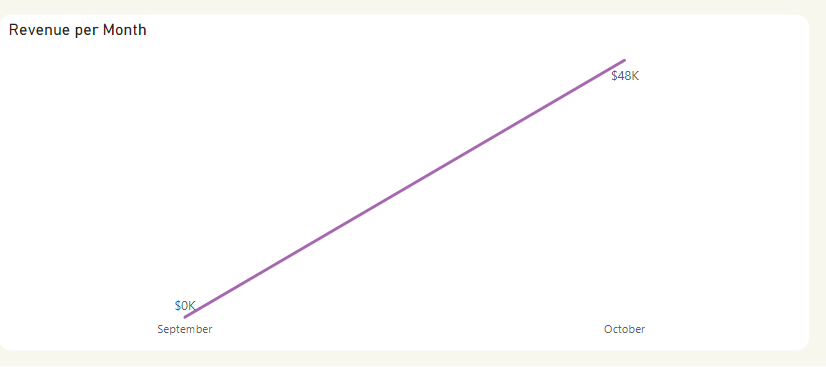 Revenue per Month
$48K
$0K
September
October